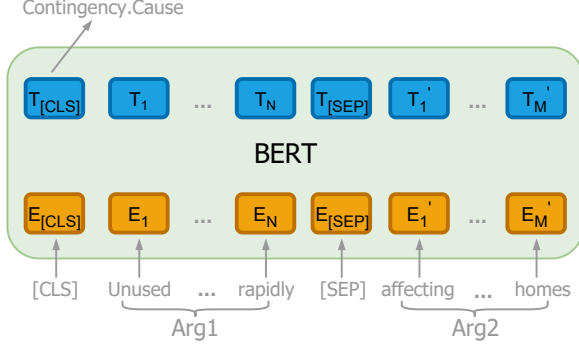 Contingency.Cause
T[CLS] T1 ... TN T[SEP] T1' ... TM'
BERT
E[CLS] E1 ... EN E[SEP] E1' ... EM'
[CLS] Unused ... rapidly [SEP] affecting ... homes
Arg1 Arg2